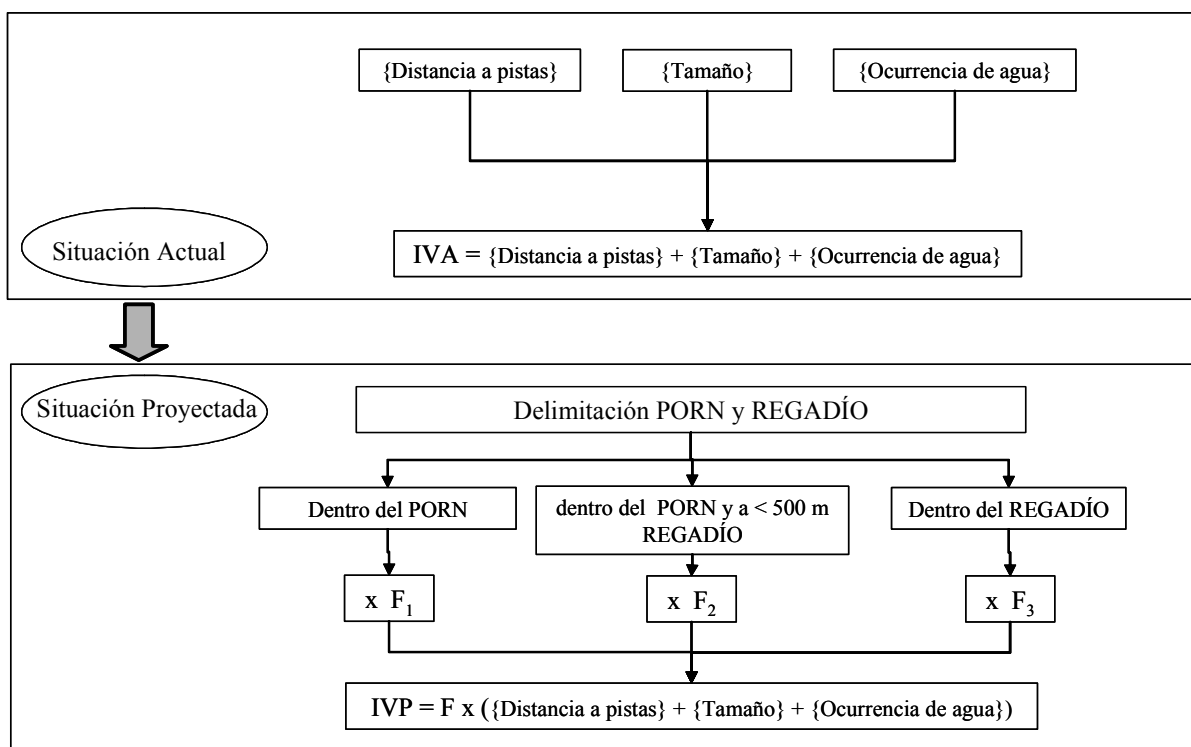 {Distancia a pistas}
{Tamaño}
{Ocurrencia de agua}
Situación Actual
IVA = {Distancia a pistas} + {Tamaño} + {Ocurrencia de agua}
Situación Proyectada
Delimitación PORN y REGADÍO
Dentro del PORN
dentro del PORN y a < 500 m
REGADÍO
Dentro del REGADÍO
x F₁
x F₂
x F₃
IVP = F x ({Distancia a pistas} + {Tamaño} + {Ocurrencia de agua})